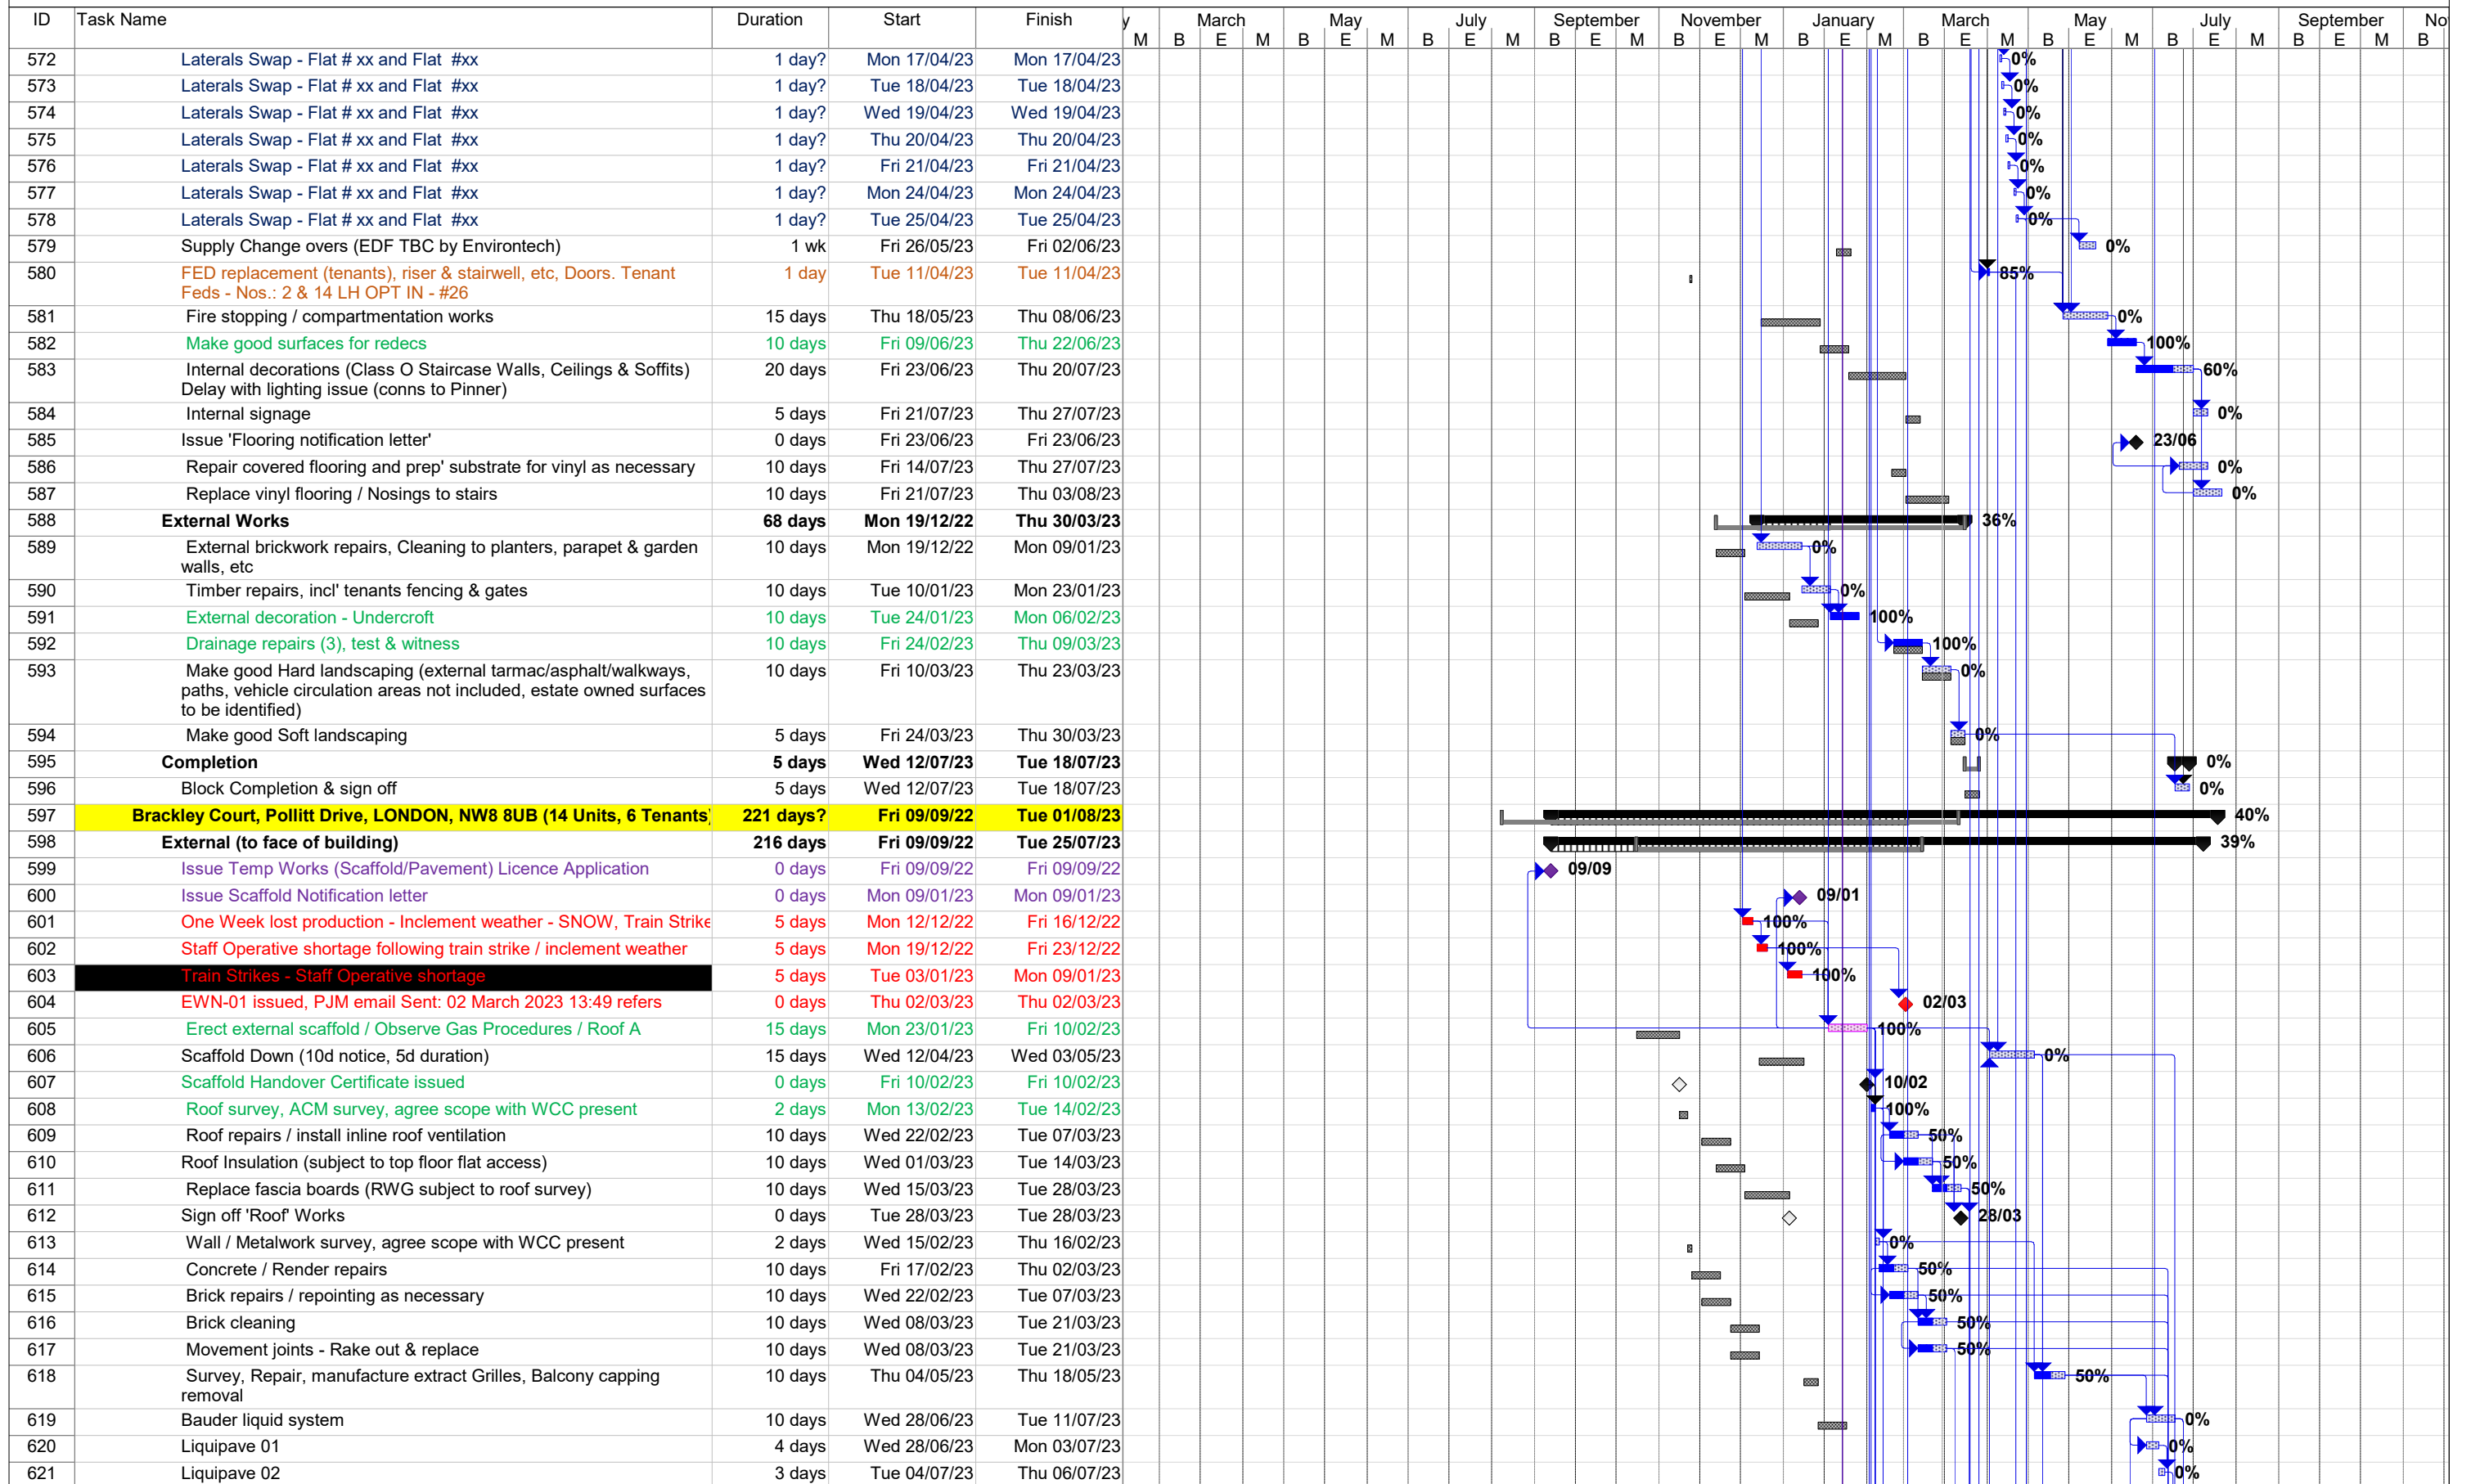 ID Task Name Duration Start Finish y March May July September November January March May July September No
M B E M B E M B E M B E M B E M B E M B E M B E M B E M B
572 Laterals Swap - Flat # xx and Flat #xx 1 day? Mon 17/04/23 Mon 17/04/23 0%
573 Laterals Swap - Flat # xx and Flat #xx 1 day? Tue 18/04/23 Tue 18/04/23 0%
574 Laterals Swap - Flat # xx and Flat #xx 1 day? Wed 19/04/23 Wed 19/04/23 0%
575 Laterals Swap - Flat # xx and Flat #xx 1 day? Thu 20/04/23 Thu 20/04/23 0%
576 Laterals Swap - Flat # xx and Flat #xx 1 day? Fri 21/04/23 Fri 21/04/23 0%
577 Laterals Swap - Flat # xx and Flat #xx 1 day? Mon 24/04/23 Mon 24/04/23 0%
578 Laterals Swap - Flat # xx and Flat #xx 1 day? Tue 25/04/23 Tue 25/04/23 0%
579 Supply Change overs (EDF TBC by Environtech) 1 wk Fri 26/05/23 Fri 02/06/23 0%
580 FED replacement (tenants), riser & stairwell, etc, Doors. Tenant 1 day Tue 11/04/23 Tue 11/04/23 85%
Feds - Nos.: 2 & 14 LH OPT IN - #26
581 Fire stopping / compartmentation works 15 days Thu 18/05/23 Thu 08/06/23 0%
582 Make good surfaces for redecs 10 days Fri 09/06/23 Thu 22/06/23 100%
583 Internal decorations (Class O Staircase Walls, Ceilings & Soffits) 20 days Fri 23/06/23 Thu 20/07/23 60%
Delay with lighting issue (conns to Pinner)
584 Internal signage 5 days Fri 21/07/23 Thu 27/07/23 0%
585 Issue 'Flooring notification letter' 0 days Fri 23/06/23 Fri 23/06/23 23/06
586 Repair covered flooring and prep' substrate for vinyl as necessary 10 days Fri 14/07/23 Thu 27/07/23 0%
587 Replace vinyl flooring / Nosings to stairs 10 days Fri 21/07/23 Thu 03/08/23 0%
588 External Works 68 days Mon 19/12/22 Thu 30/03/23 36%
589 External brickwork repairs, Cleaning to planters, parapet & garden 10 days Mon 19/12/22 Mon 09/01/23 0%
walls, etc
590 Timber repairs, incl' tenants fencing & gates 10 days Tue 10/01/23 Mon 23/01/23 0%
591 External decoration - Undercroft 10 days Tue 24/01/23 Mon 06/02/23 100%
592 Drainage repairs (3), test & witness 10 days Fri 24/02/23 Thu 09/03/23 100%
593 Make good Hard landscaping (external tarmac/asphalt/walkways, 10 days Fri 10/03/23 Thu 23/03/23 0%
paths, vehicle circulation areas not included, estate owned surfaces
to be identified)
594 Make good Soft landscaping 5 days Fri 24/03/23 Thu 30/03/23 0%
595 Completion 5 days Wed 12/07/23 Tue 18/07/23 0%
596 Block Completion & sign off 5 days Wed 12/07/23 Tue 18/07/23 0%
597 Brackley Court, Pollitt Drive, LONDON, NW8 8UB (14 Units, 6 Tenants) 221 days? Fri 09/09/22 Tue 01/08/23 40%
598 External (to face of building) 216 days Fri 09/09/22 Tue 25/07/23 39%
599 Issue Temp Works (Scaffold/Pavement) Licence Application 0 days Fri 09/09/22 Fri 09/09/22 09/09
600 Issue Scaffold Notification letter 0 days Mon 09/01/23 Mon 09/01/23 09/01
601 One Week lost production - Inclement weather - SNOW, Train Strike 5 days Mon 12/12/22 Fri 16/12/22 100%
602 Staff Operative shortage following train strike / inclement weather 5 days Mon 19/12/22 Fri 23/12/22 100%
603 Train Strikes - Staff Operative shortage 5 days Tue 03/01/23 Mon 09/01/23 100%
604 EWN-01 issued, PJM email Sent: 02 March 2023 13:49 refers 0 days Thu 02/03/23 Thu 02/03/23 02/03
605 Erect external scaffold / Observe Gas Procedures / Roof A 15 days Mon 23/01/23 Fri 10/02/23 100%
606 Scaffold Down (10d notice, 5d duration) 15 days Wed 12/04/23 Wed 03/05/23 0%
607 Scaffold Handover Certificate issued 0 days Fri 10/02/23 Fri 10/02/23 10/02
608 Roof survey, ACM survey, agree scope with WCC present 2 days Mon 13/02/23 Tue 14/02/23 100%
609 Roof repairs / install inline roof ventilation 10 days Wed 22/02/23 Tue 07/03/23 50%
610 Roof Insulation (subject to top floor flat access) 10 days Wed 01/03/23 Tue 14/03/23 50%
611 Replace fascia boards (RWG subject to roof survey) 10 days Wed 15/03/23 Tue 28/03/23 50%
612 Sign off 'Roof' Works 0 days Tue 28/03/23 Tue 28/03/23 28/03
613 Wall / Metalwork survey, agree scope with WCC present 2 days Wed 15/02/23 Thu 16/02/23 0%
614 Concrete / Render repairs 10 days Fri 17/02/23 Thu 02/03/23 50%
615 Brick repairs / repointing as necessary 10 days Wed 22/02/23 Tue 07/03/23 50%
616 Brick cleaning 10 days Wed 08/03/23 Tue 21/03/23 50%
617 Movement joints - Rake out & replace 10 days Wed 08/03/23 Tue 21/03/23 50%
618 Survey, Repair, manufacture extract Grilles, Balcony capping 10 days Thu 04/05/23 Thu 18/05/23 50%
removal
619 Bauder liquid system 10 days Wed 28/06/23 Tue 11/07/23 0%
620 Liquipave 01 4 days Wed 28/06/23 Mon 03/07/23 0%
621 Liquipave 02 3 days Tue 04/07/23 Thu 06/07/23 0%